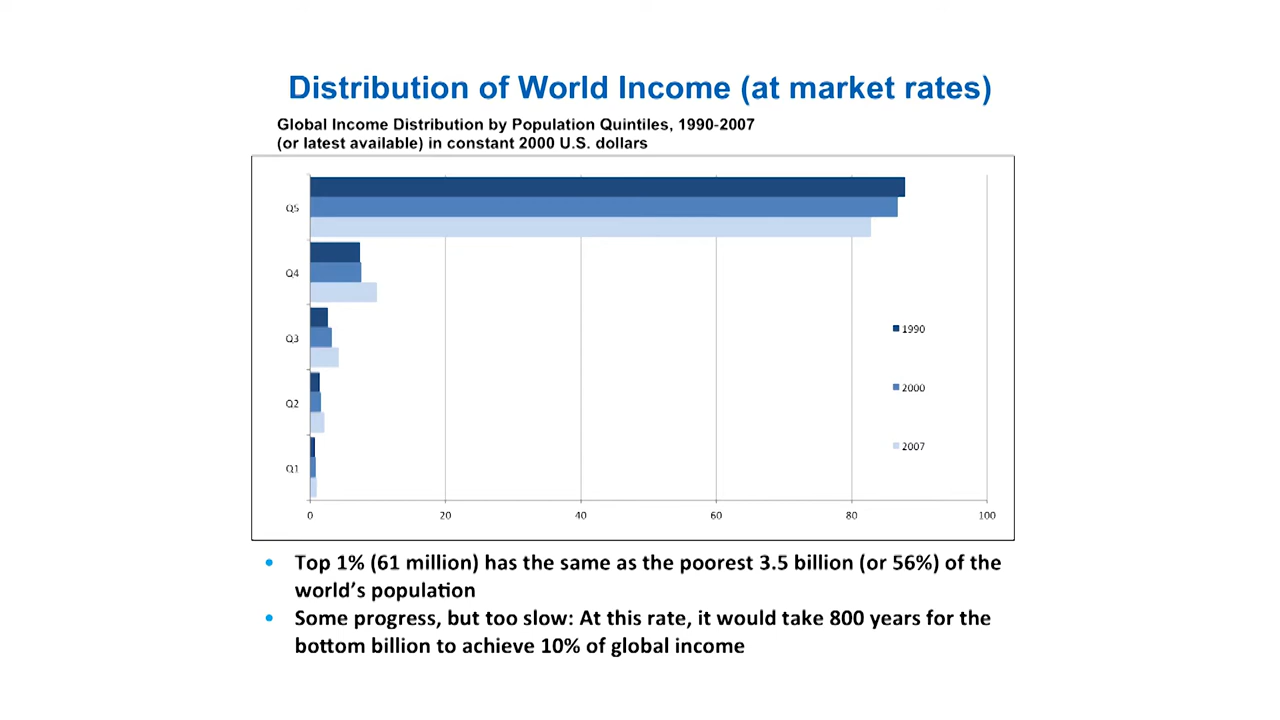 Distribution of World Income (at market rates)
Global Income Distribution by Population Quintiles, 1990-2007
(or latest available) in constant 2000 U.S. dollars
Q5
Q4
Q3
Q2
Q1
1990
2000
2007
0 20 40 60 80 100
• Top 1% (61 million) has the same as the poorest 3.5 billion (or 56%) of the
world's population
• Some progress, but too slow: At this rate, it would take 800 years for the
bottom billion to achieve 10% of global income